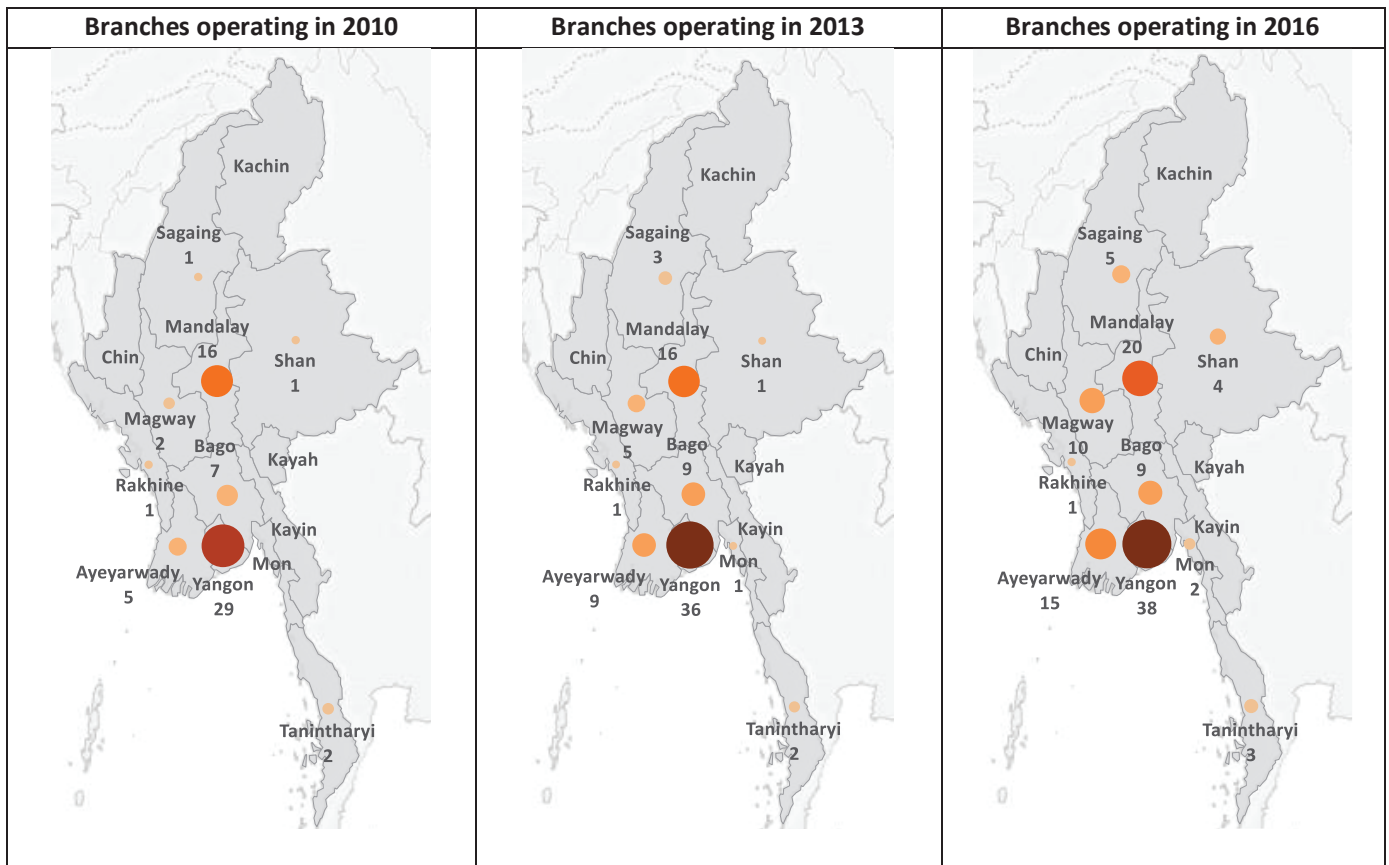 Branches operating in 2010
Kachin
Sagaing
1
Mandalay
16
Chin
Shan
1
Magway
2
Bago
7
Kayah
Rakhine
1
Kayin
Mon
Ayeyarwady
5
Yangon
29
Tanintharyi
2
Branches operating in 2013
Kachin
Sagaing
3
Mandalay
16
Chin
Shan
1
Magway
5
Bago
9
Kayah
Rakhine
1
Kayin
Mon
1
Ayeyarwady
9
Yangon
36
Tanintharyi
2
Branches operating in 2016
Kachin
Sagaing
5
Mandalay
20
Chin
Shan
4
Magway
10
Bago
9
Kayah
Rakhine
1
Kayin
Mon
2
Ayeyarwady
15
Yangon
38
Tanintharyi
3